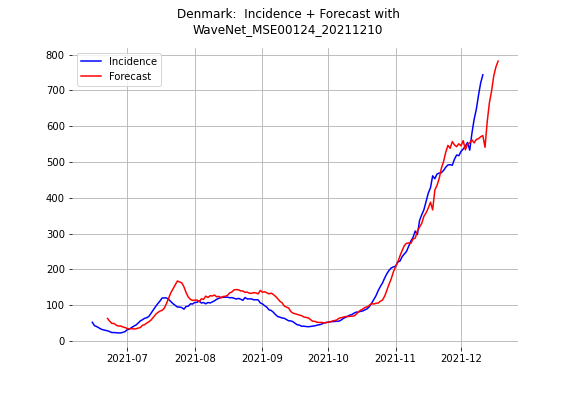 Denmark:  Incidence + Forecast with
WaveNet_MSE00124_20211210
Incidence
Forecast
800
700
600
500
400
300
200
100
0
2021-07 2021-08 2021-09 2021-10 2021-11 2021-12